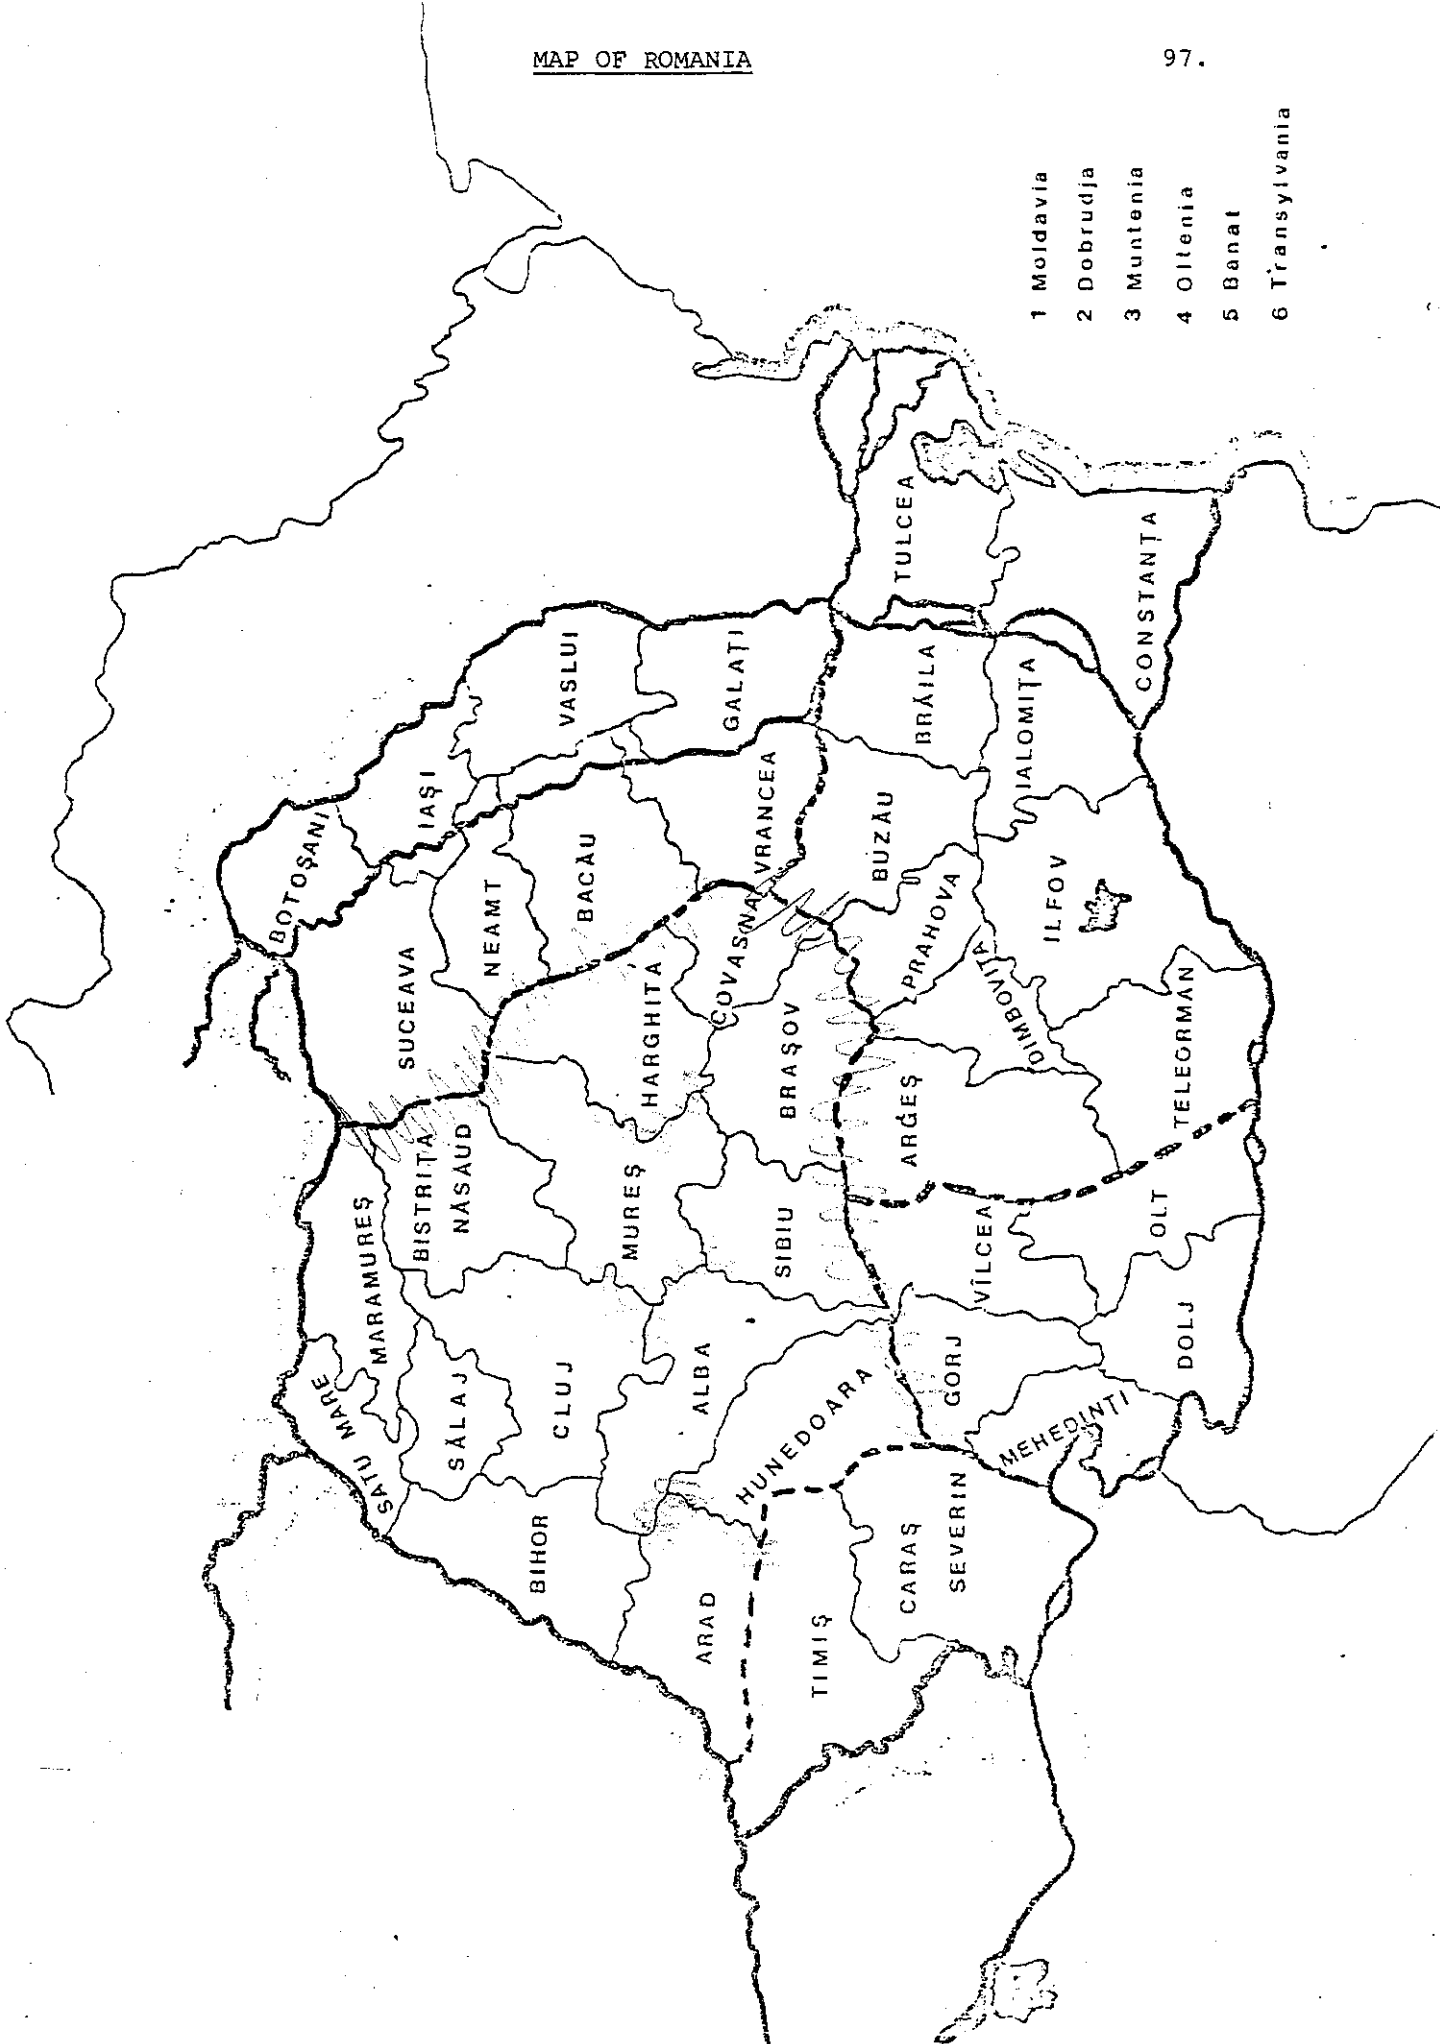 MAP OF ROMANIA
97.
SATU MARE
MARAMUREȘ
BOTOȘANI
SUCEAVA
IAȘI
BISTRIȚA
NĂSĂUD
SĂLAJ
NEAMT
BIHOR
CLUJ
BACĂU
VASLUI
MUREȘ
HARGHITA
ARAD
ALBA
COVASNA
VRANCEA
GALAȚI
HUNEDOARA
SIBIU
BRAȘOV
TIMIȘ
BUZĂU
CARAȘ
SEVERIN
GORJ
VÎLCEA
ARGEȘ
PRAHOVA
DIMBOVIȚA
BRĂILA
TULCEA
MEHEDINȚI
ILFOV
IALOMIȚA
DOLJ
OLT
TELEORMAN
CONSTANȚA
1 Moldavia
2 Dobrudja
3 Muntenia
4 Oltenia
5 Banat
6 Transylvania